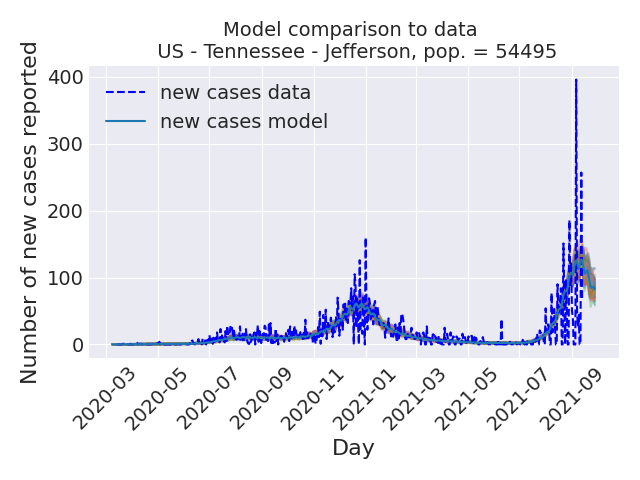 Model comparison to data
US - Tennessee - Jefferson, pop. = 54495
Number of new cases reported
400
300
200
100
0
new cases data
new cases model
2020-03
2020-05
2020-07
2020-09
2020-11
2021-01
2021-03
2021-05
2021-07
2021-09
Day